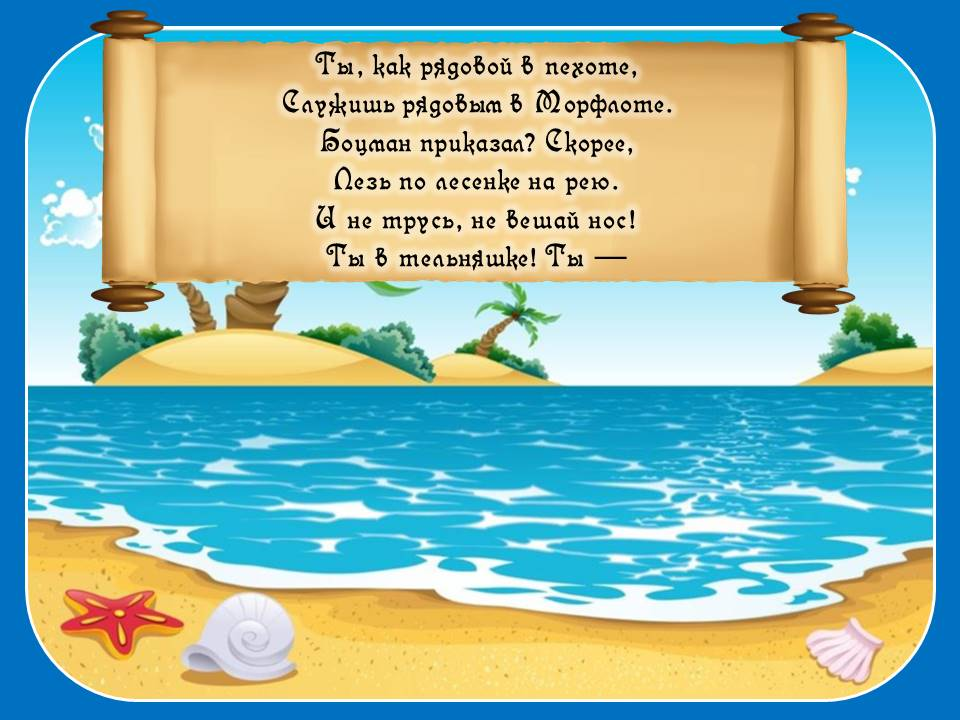 Ты, как рядовой в пехоте,
Служишь рядовым в Морфлоте.
Боцман приказал? Скорее,
Лезь по лесенке на рею.
И не трусь, не вешай нос!
Ты в тельняшке! Ты —